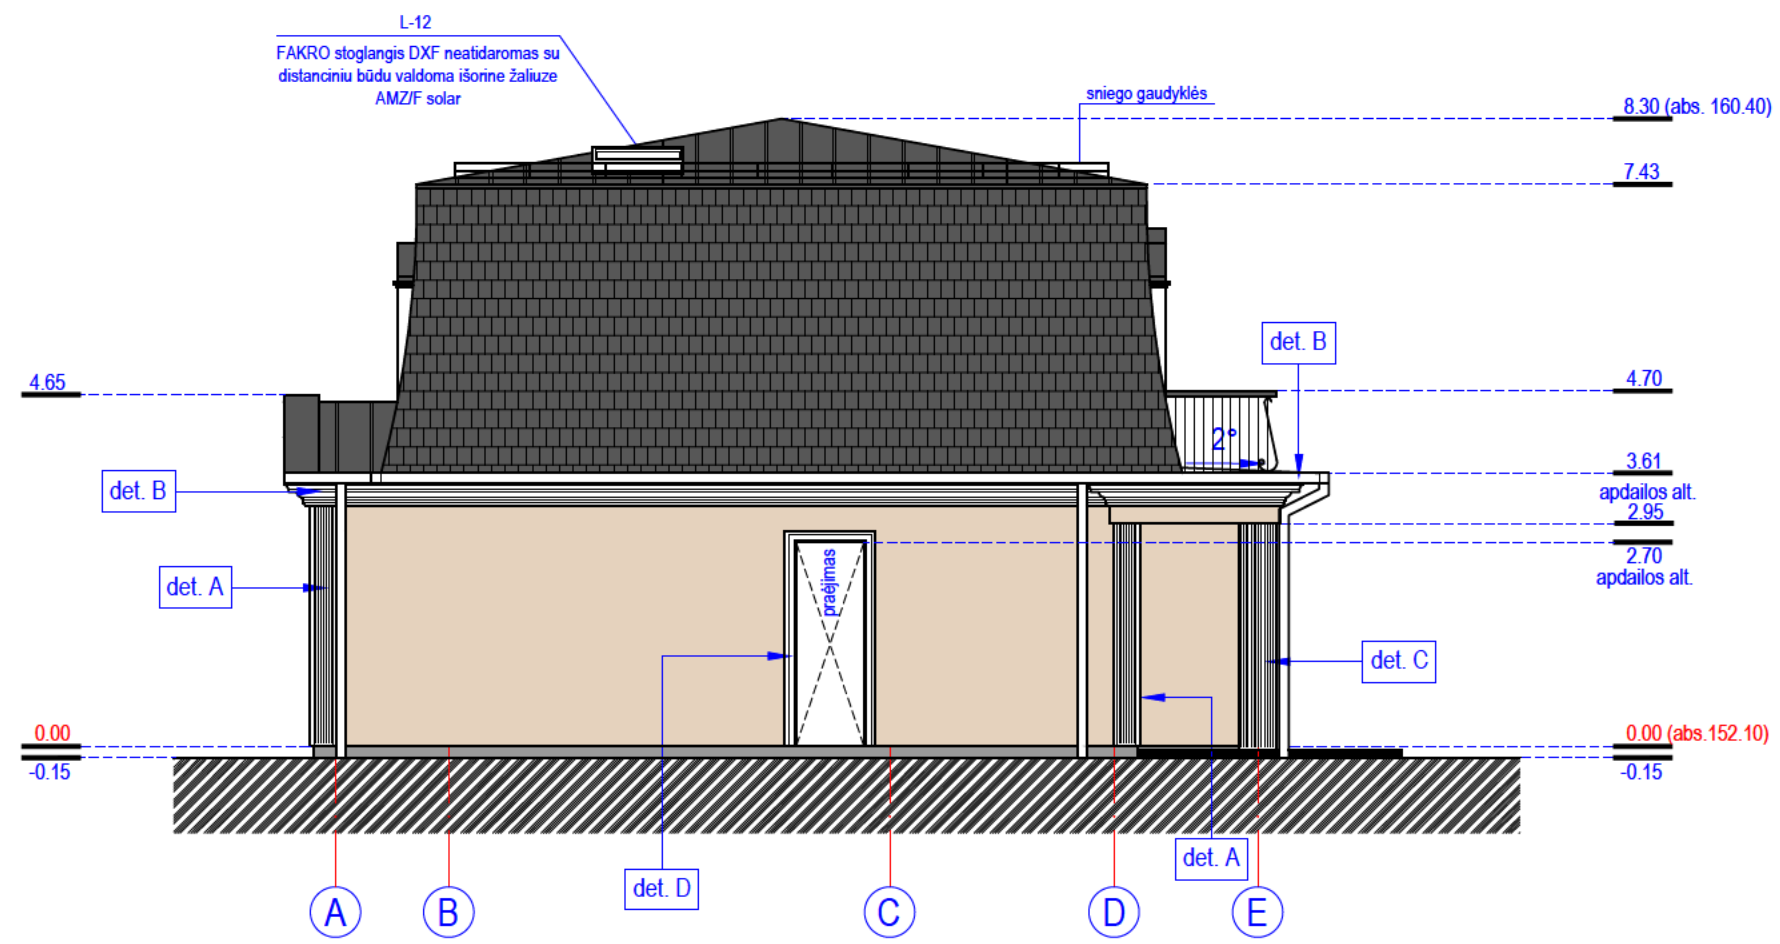 L-12
FAKRO stoglangis DXF neatidaromas su
distanciniu būdu valdoma išorine žaliuze
AMZ/F solar
sniego gaudyklės
8.30 (abs. 160.40)
7.43
det. B
4.65
4.70
2°
3.61
apdailos alt.
det. B
2.95
2.70
apdailos alt.
praėjimas
det. A
det. C
0.00
0.00 (abs.152.10)
-0.15
-0.15
det. A
det. D
A
B
C
D
E